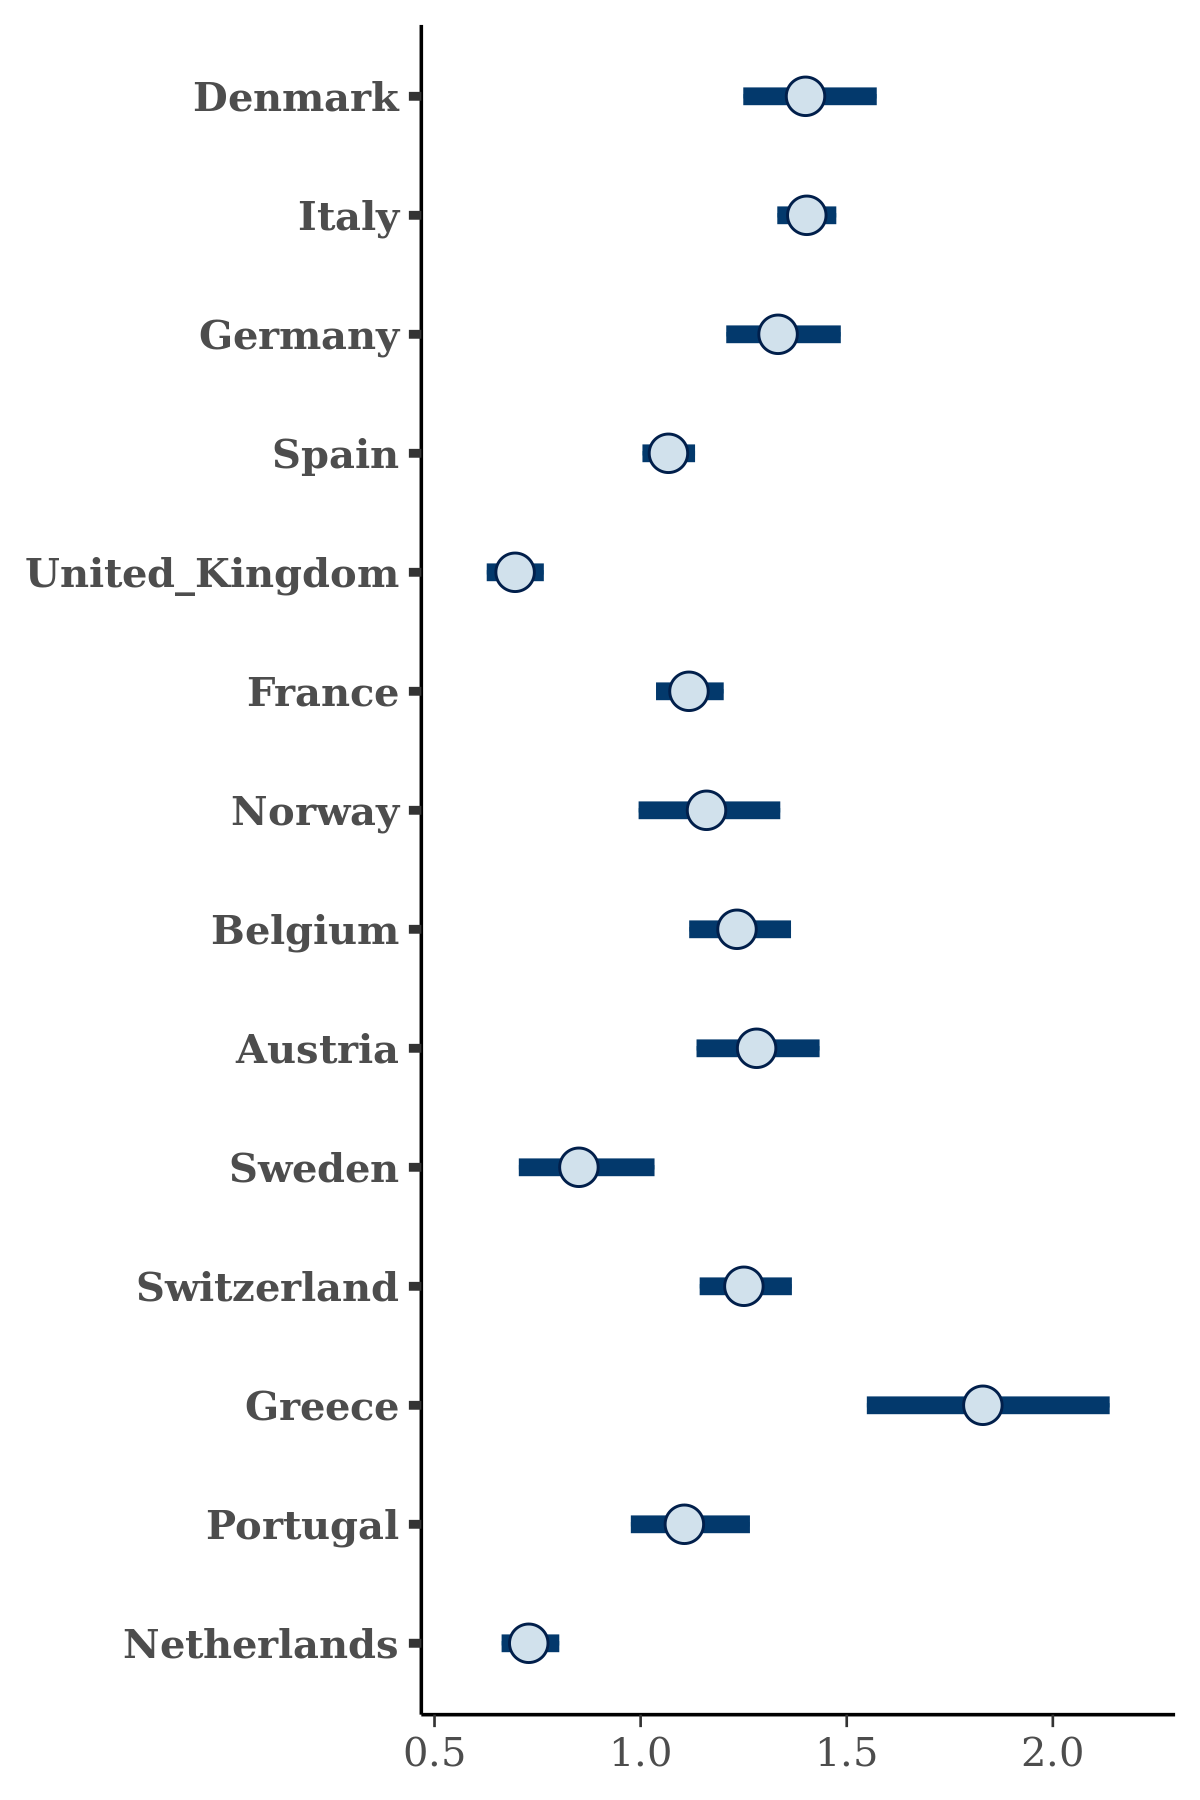 Denmark
Italy
Germany
Spain
United_Kingdom
France
Norway
Belgium
Austria
Sweden
Switzerland
Greece
Portugal
Netherlands
0.5 1.0 1.5 2.0